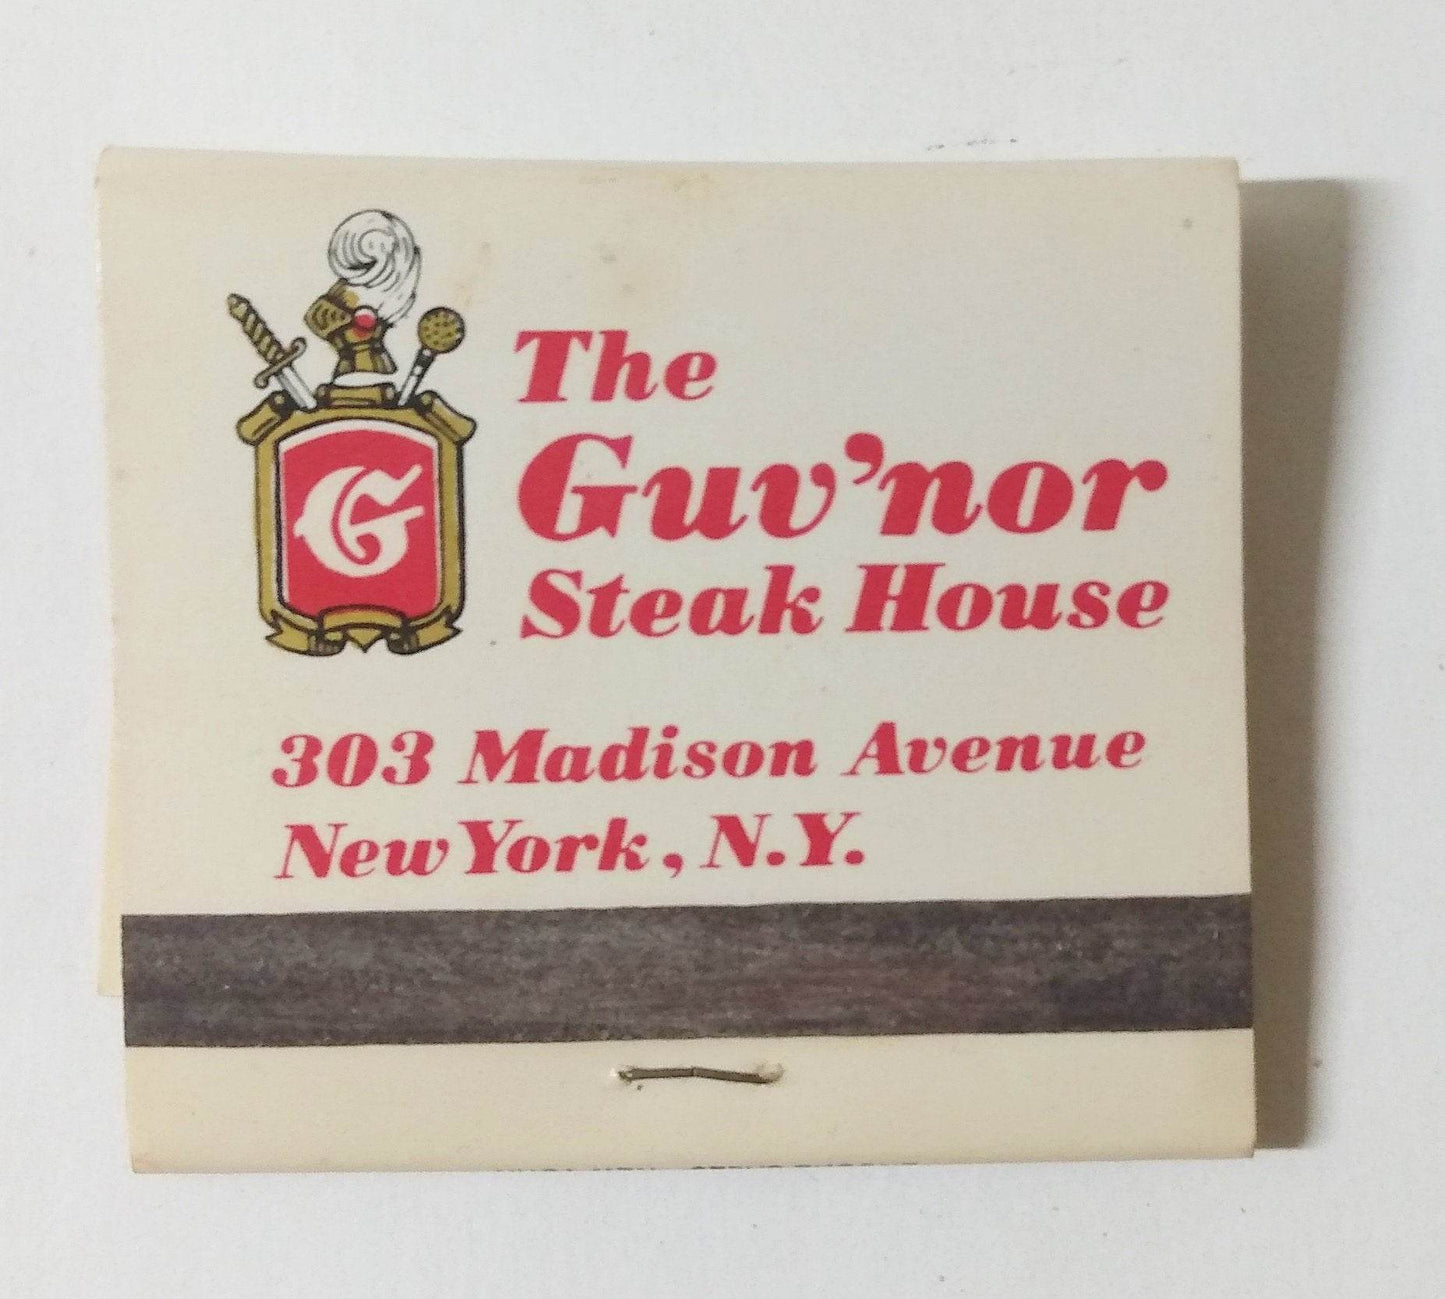 G
The
Guv'nor
Steak House
303 Madison Avenue
New York, N.Y.